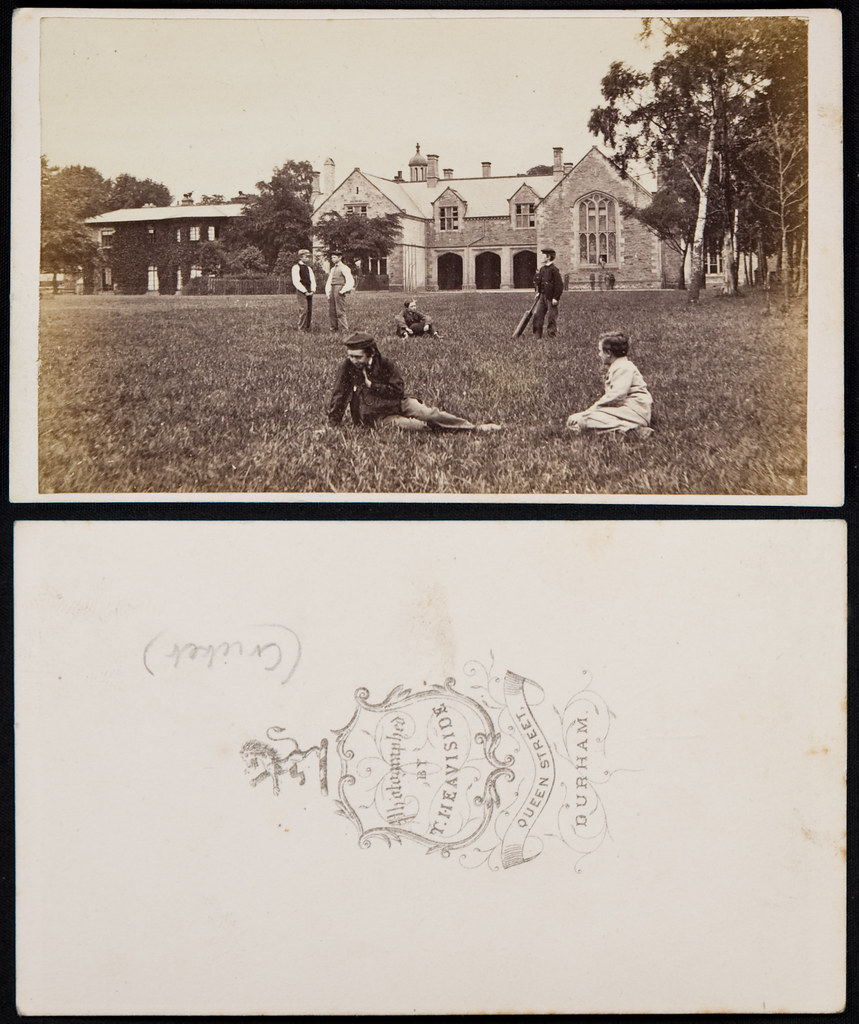 (Cricket)
Photographed
BY
T. HEAVISIDE
QUEEN STREET,
DURHAM.